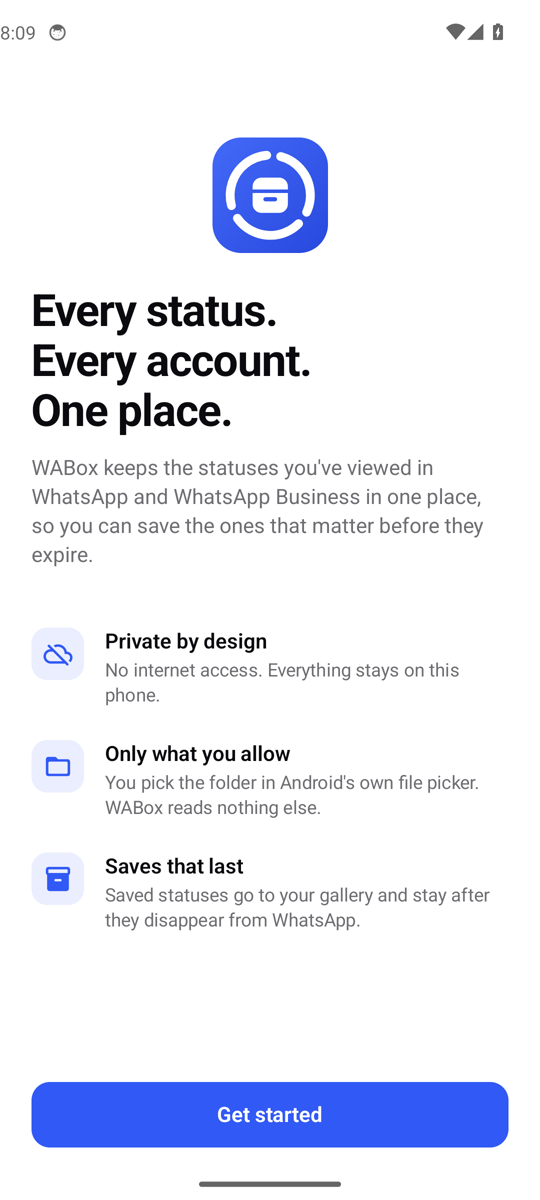 8:09
Every status.
Every account.
One place.
WABox keeps the statuses you've viewed in
WhatsApp and WhatsApp Business in one place,
so you can save the ones that matter before they
expire.
Private by design
No internet access. Everything stays on this
phone.
Only what you allow
You pick the folder in Android's own file picker.
WABox reads nothing else.
Saves that last
Saved statuses go to your gallery and stay after
they disappear from WhatsApp.
Get started